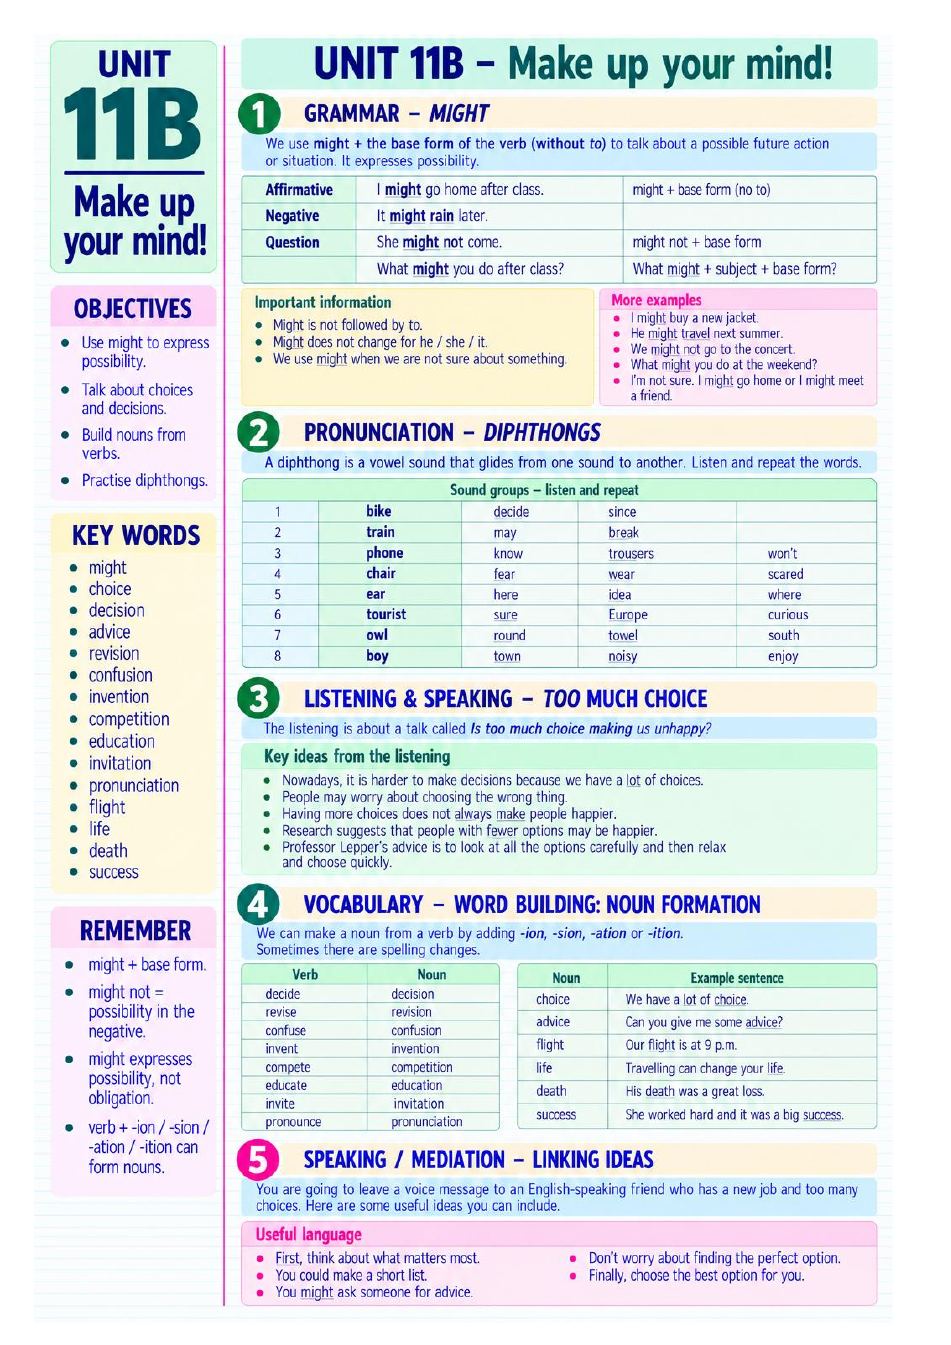 UNIT
11B
Make up
your mind!
OBJECTIVES
Use might to express
possibility.
Talk about choices
and decisions.
Build nouns from
verbs.
Practise diphthongs.
KEY WORDS
might
choice
decision
advice
revision
confusion
invention
competition
education
invitation
pronunciation
flight
life
death
success
REMEMBER
might + base form.
might not =
possibility in the
negative.
might expresses
possibility, not
obligation.
verb + -ion / -sion /
-ation / -ition can
form nouns.
UNIT 11B – Make up your mind!
1 GRAMMAR – MIGHT
We use might + the base form of the verb (without to) to talk about a possible future action
or situation. It expresses possibility.
Affirmative I might go home after class. might + base form (no to)
Negative It might rain later.
Question She might not come. might not + base form
What might you do after class? What might + subject + base form?
Important information
Might is not followed by to.
Might does not change for he / she / it.
We use might when we are not sure about something.
More examples
I might buy a new jacket.
He might travel next summer.
We might not go to the concert.
What might you do at the weekend?
I'm not sure. I might go home or I might meet
a friend.
2 PRONUNCIATION – DIPHTHONGS
A diphthong is a vowel sound that glides from one sound to another. Listen and repeat the words.
Sound groups – listen and repeat
1 bike decide since
2 train may break
3 phone know trousers won't
4 chair fear wear scared
5 ear here idea where
6 tourist sure Europe curious
7 owl round towel south
8 boy town noisy enjoy
3 LISTENING & SPEAKING – TOO MUCH CHOICE
The listening is about a talk called Is too much choice making us unhappy?
Key ideas from the listening
Nowadays, it is harder to make decisions because we have a lot of choices.
People may worry about choosing the wrong thing.
Having more choices does not always make people happier.
Research suggests that people with fewer options may be happier.
Professor Lepper's advice is to look at all the options carefully and then relax
and choose quickly.
4 VOCABULARY – WORD BUILDING: NOUN FORMATION
We can make a noun from a verb by adding -ion, -sion, -ation or -ition.
Sometimes there are spelling changes.
Verb Noun
decide decision
revise revision
confuse confusion
invent invention
compete competition
educate education
invite invitation
pronounce pronunciation
Noun Example sentence
choice We have a lot of choice.
advice Can you give me some advice?
flight Our flight is at 9 p.m.
life Travelling can change your life.
death His death was a great loss.
success She worked hard and it was a big success.
5 SPEAKING / MEDIATION – LINKING IDEAS
You are going to leave a voice message to an English-speaking friend who has a new job and too many
choices. Here are some useful ideas you can include.
Useful language
First, think about what matters most.
You could make a short list.
You might ask someone for advice.
Don't worry about finding the perfect option.
Finally, choose the best option for you.